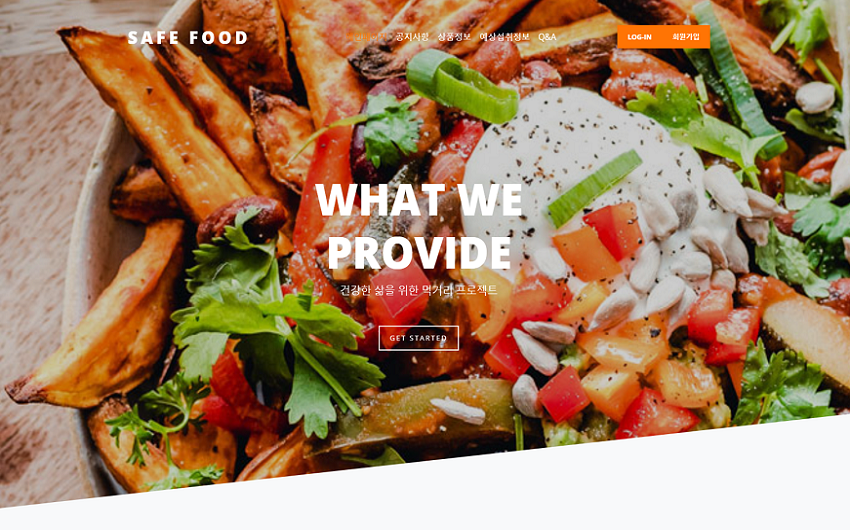 SAFE FOOD
공지사항 상품정보 예상섭취정보 Q&A
LOG-IN 회원가입
WHAT WE
PROVIDE
건강한 삶을 위한 먹거리 프로젝트
GET STARTED